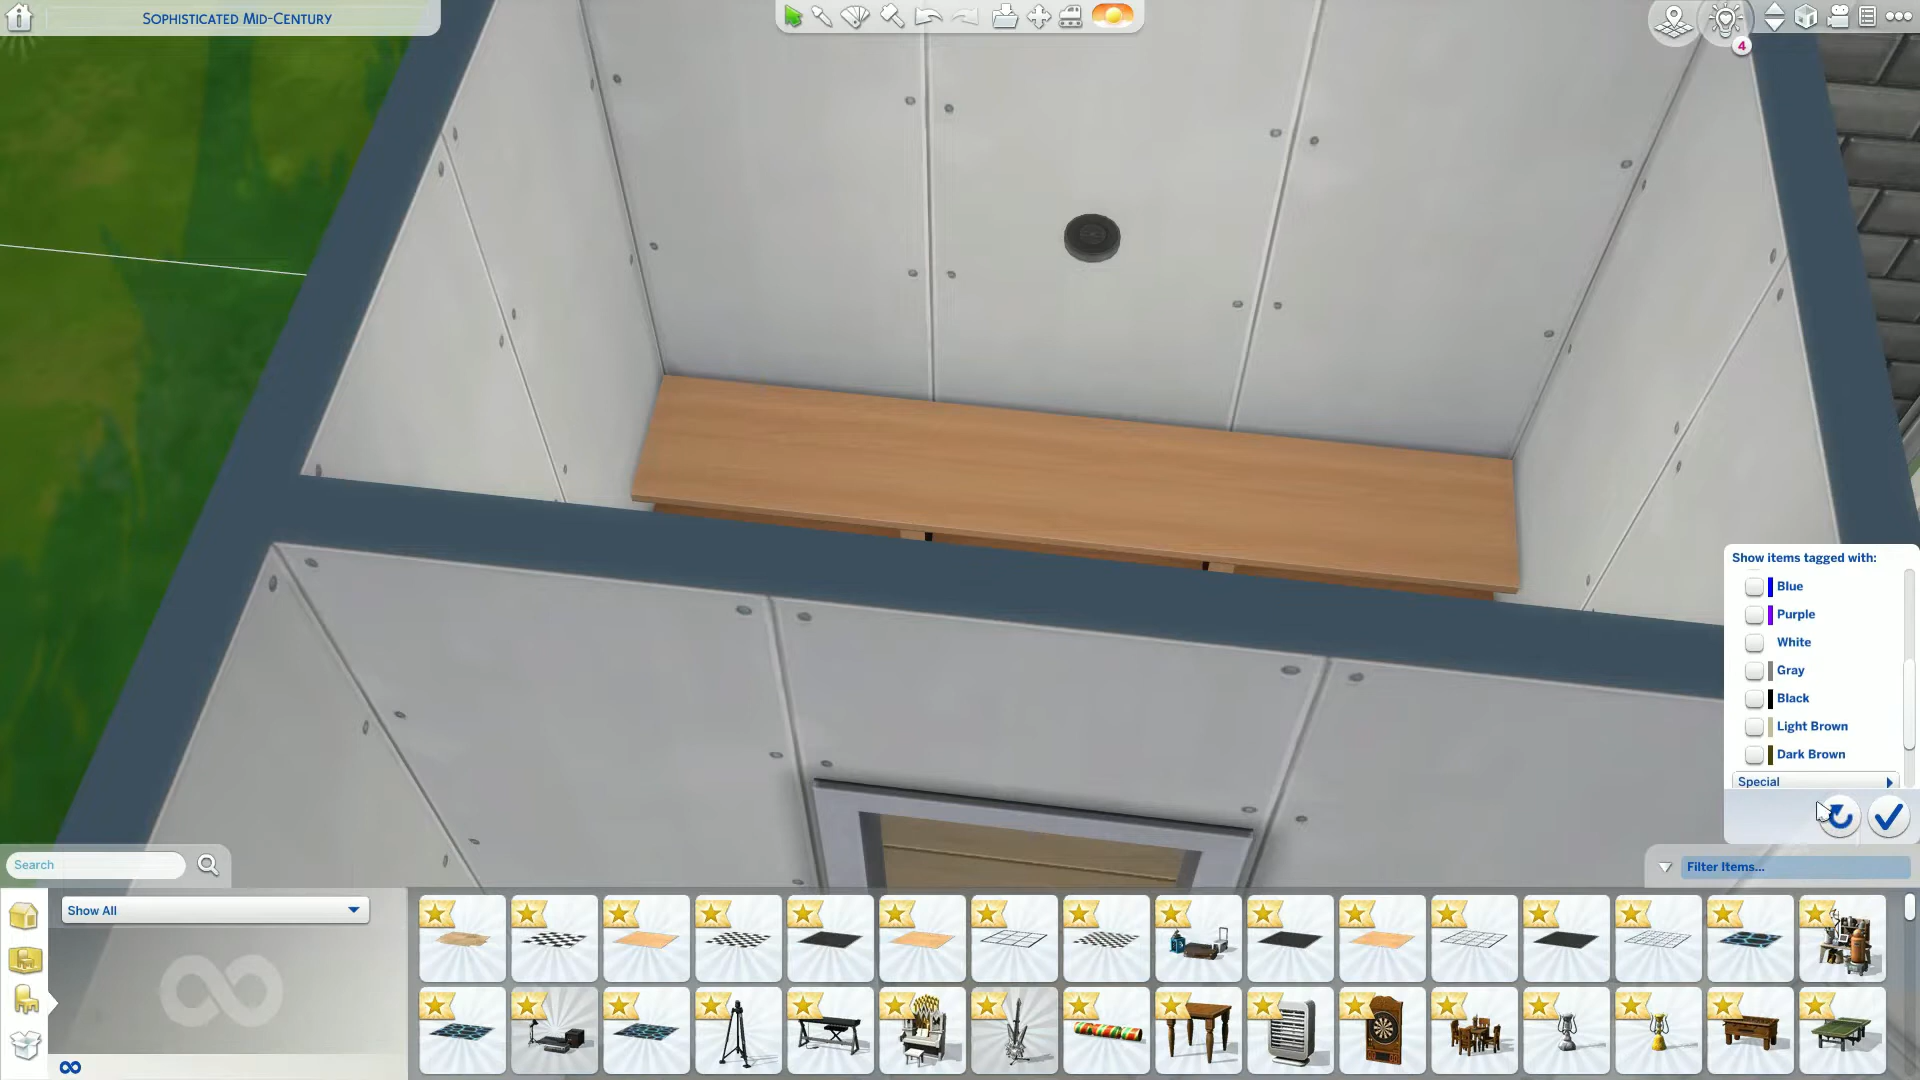 Sophisticated Mid-Century
4
Show items tagged with:
Blue
Purple
White
Gray
Black
Light Brown
Dark Brown
Special
Search
Filter Items...
Show All